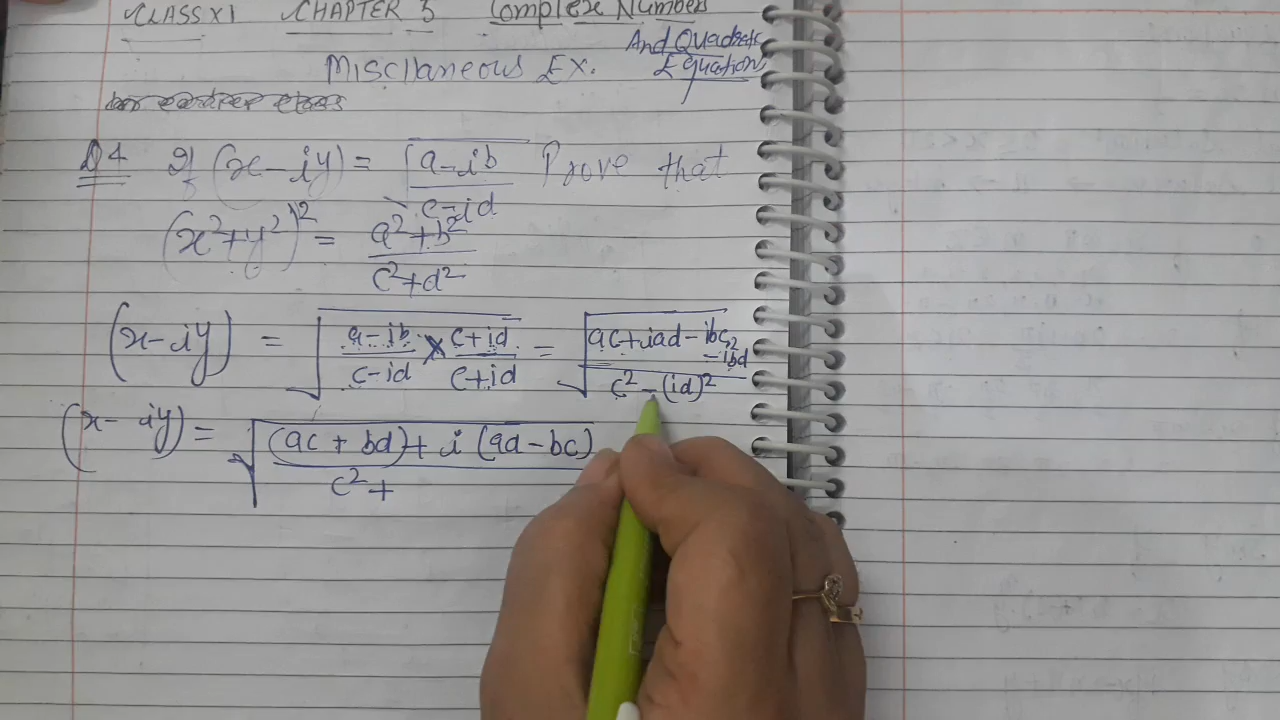 CLASS XI CHAPTER 5 Complexe Numbers
And Quadratic
Miscllaneous Ex. Equation
Q4 If (x-iy) = √(a-ib)/(c-id) Prove that
(x²+y²)² = (a²+b²)/(c²+d²)
(x-iy) = √(a-ib)/(c-id) × (c+id)/(c+id) = √(ac+iad-ibc-i²bd)/(c²-(id)²)
(x-iy) = √((ac+bd)+i(ad-bc))/(c²+